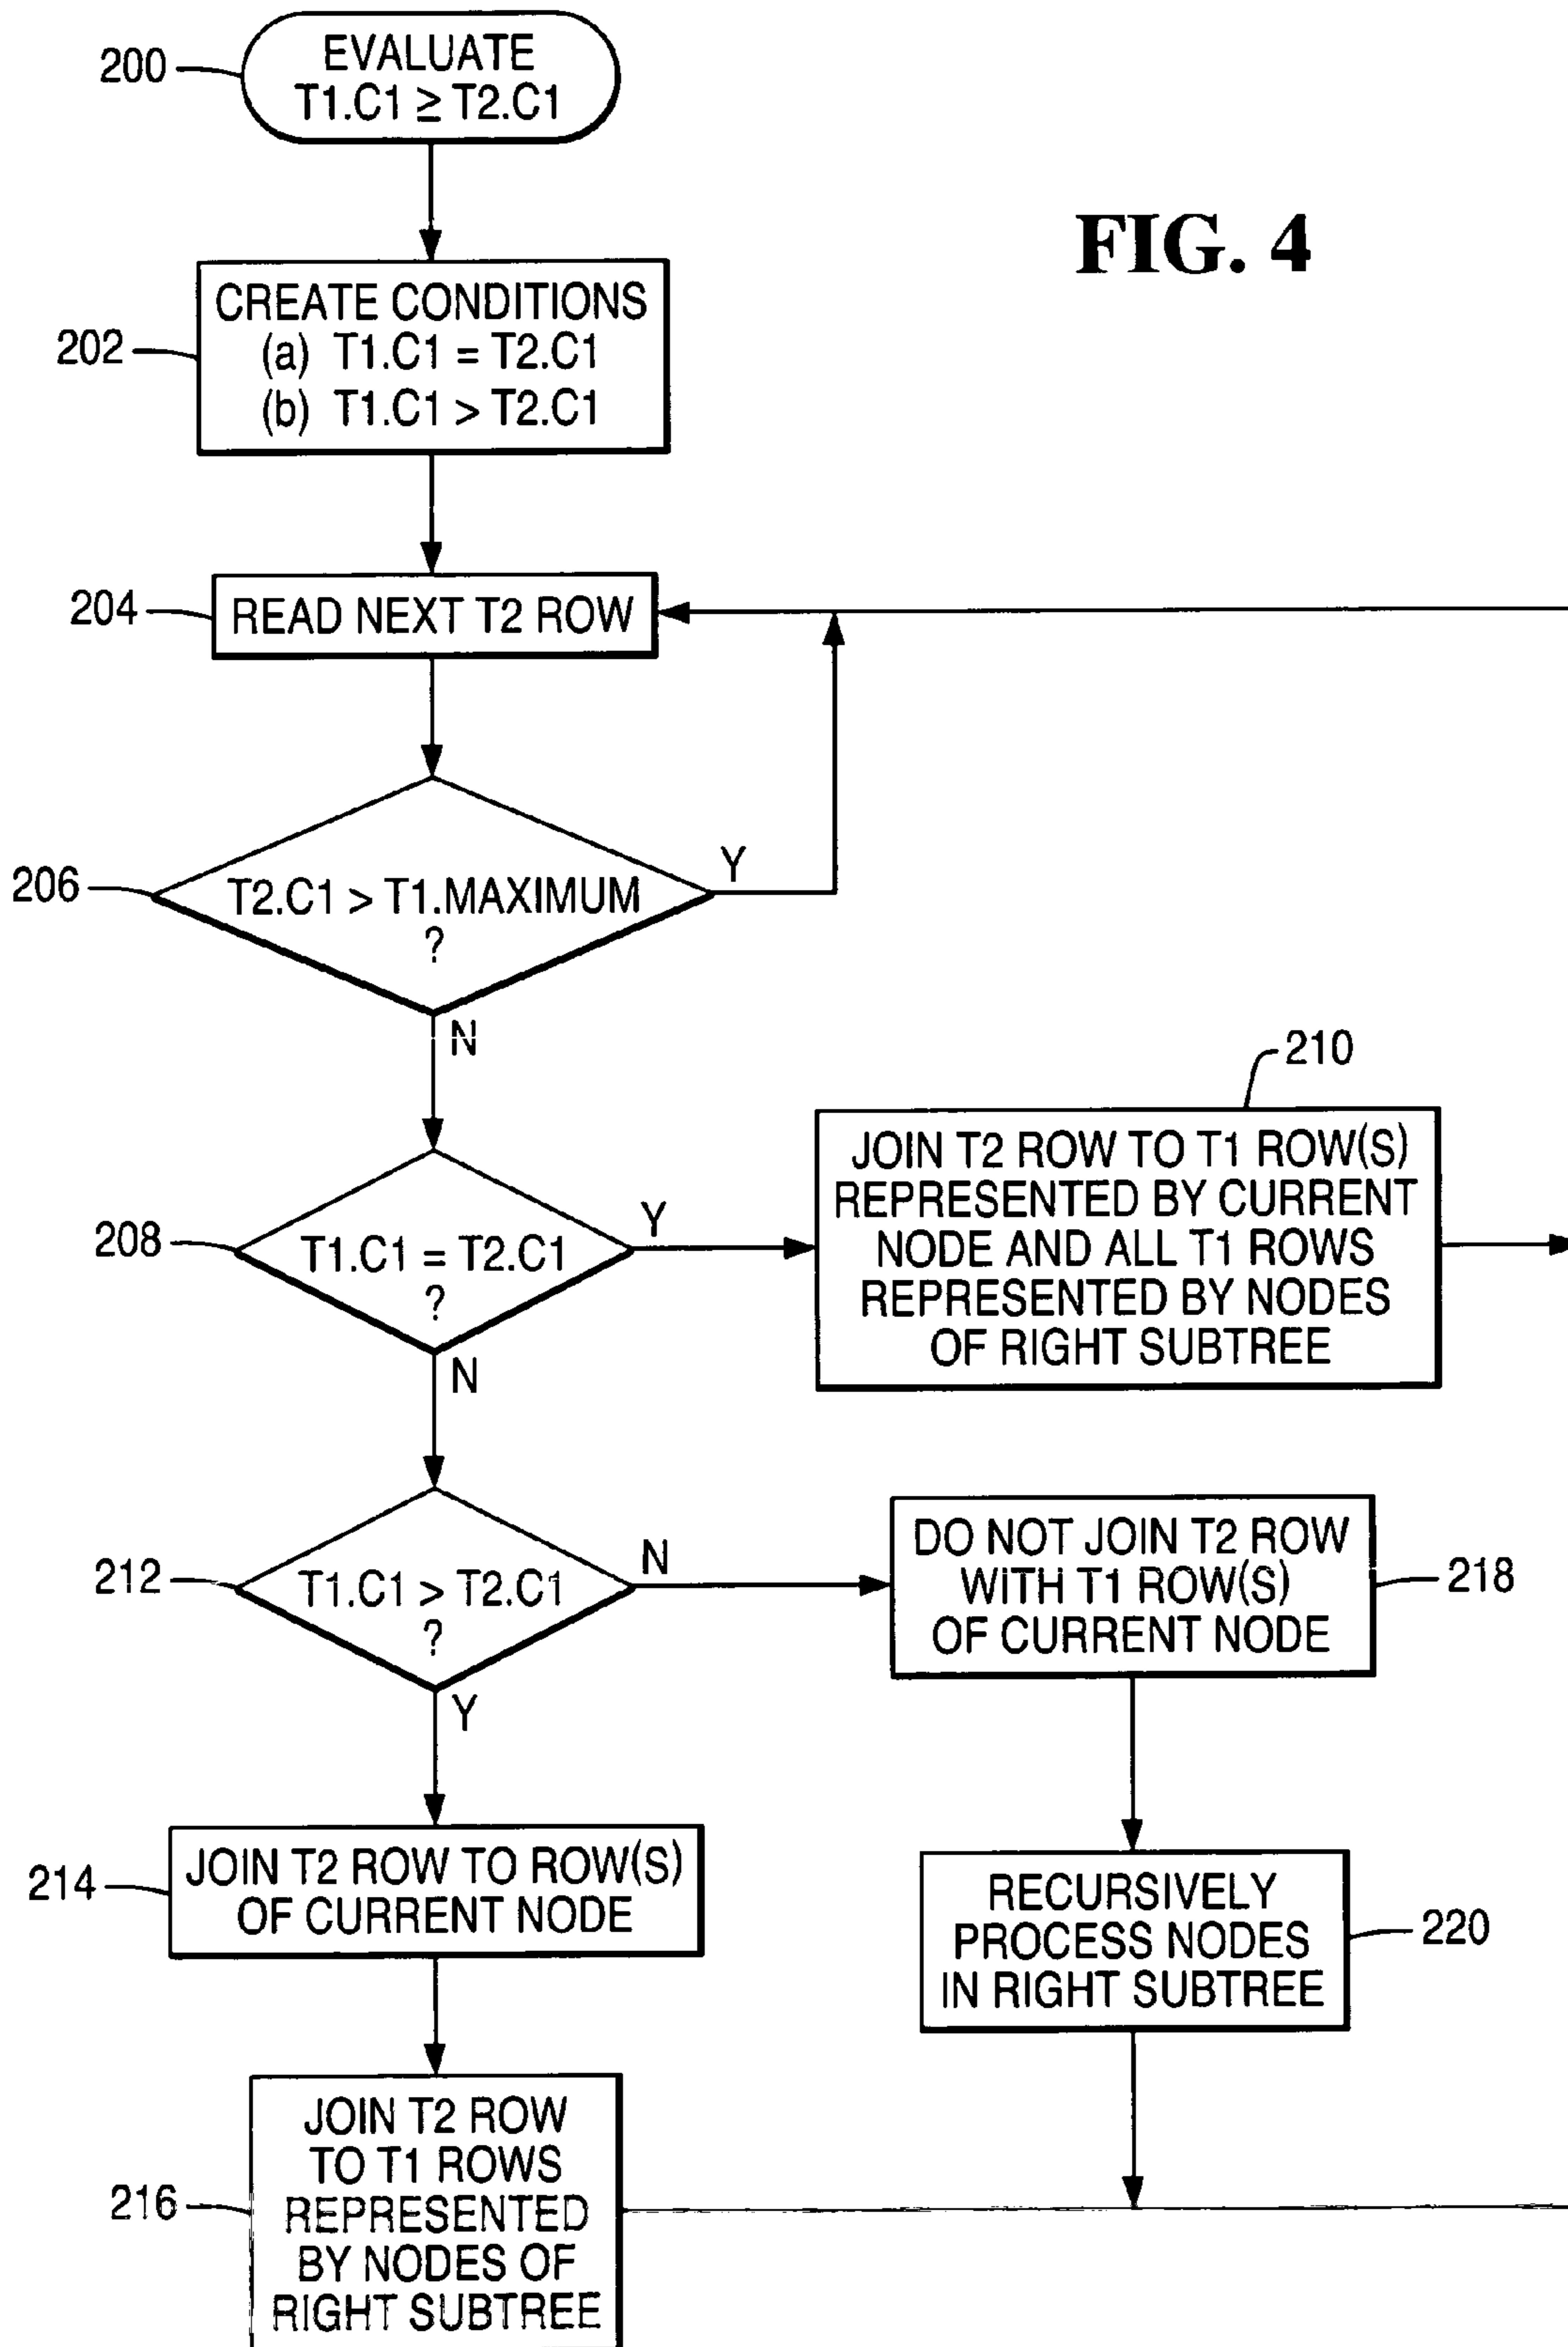 200
EVALUATE
T1.C1 ≥ T2.C1
FIG. 4
202
CREATE CONDITIONS
(a) T1.C1 = T2.C1
(b) T1.C1 > T2.C1
204
READ NEXT T2 ROW
206
T2.C1 > T1.MAXIMUM
?
Y
N
210
208
T1.C1 = T2.C1
?
Y
N
JOIN T2 ROW TO T1 ROW(S)
REPRESENTED BY CURRENT
NODE AND ALL T1 ROWS
REPRESENTED BY NODES
OF RIGHT SUBTREE
212
T1.C1 > T2.C1
?
N
Y
DO NOT JOIN T2 ROW
WITH T1 ROW(S)
OF CURRENT NODE
218
214
JOIN T2 ROW TO ROW(S)
OF CURRENT NODE
RECURSIVELY
PROCESS NODES
IN RIGHT SUBTREE
220
216
JOIN T2 ROW
TO T1 ROWS
REPRESENTED
BY NODES OF
RIGHT SUBTREE